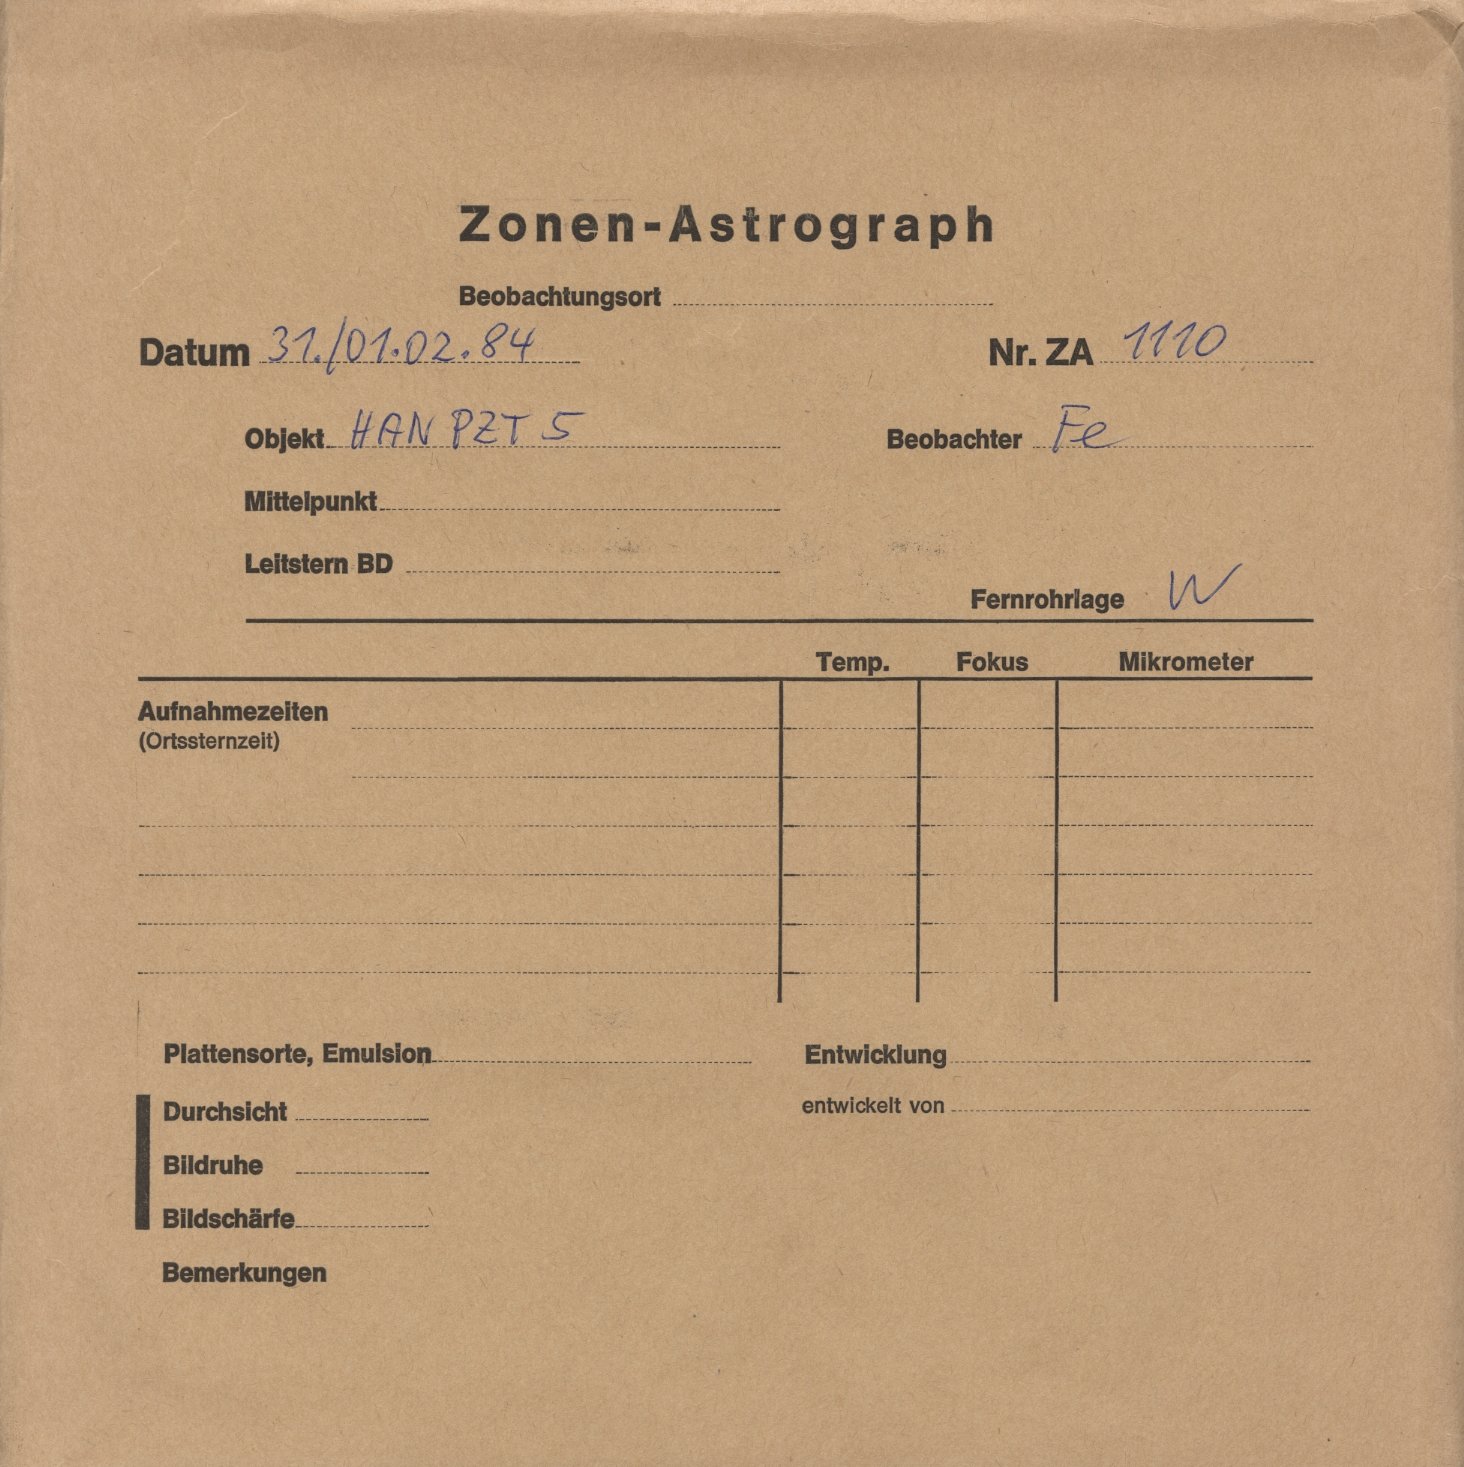 Zonen-Astrograph
Beobachtungsort
Datum 31./01.02.84 Nr. ZA 1110
Objekt HAN PZT 5 Beobachter Fe
Mittelpunkt
Leitstern BD
Fernrohrlage W
Temp. Fokus Mikrometer
Aufnahmezeiten
(Ortssternzeit)
Plattensorte, Emulsion Entwicklung
Durchsicht entwickelt von
Bildruhe
Bildschärfe
Bemerkungen